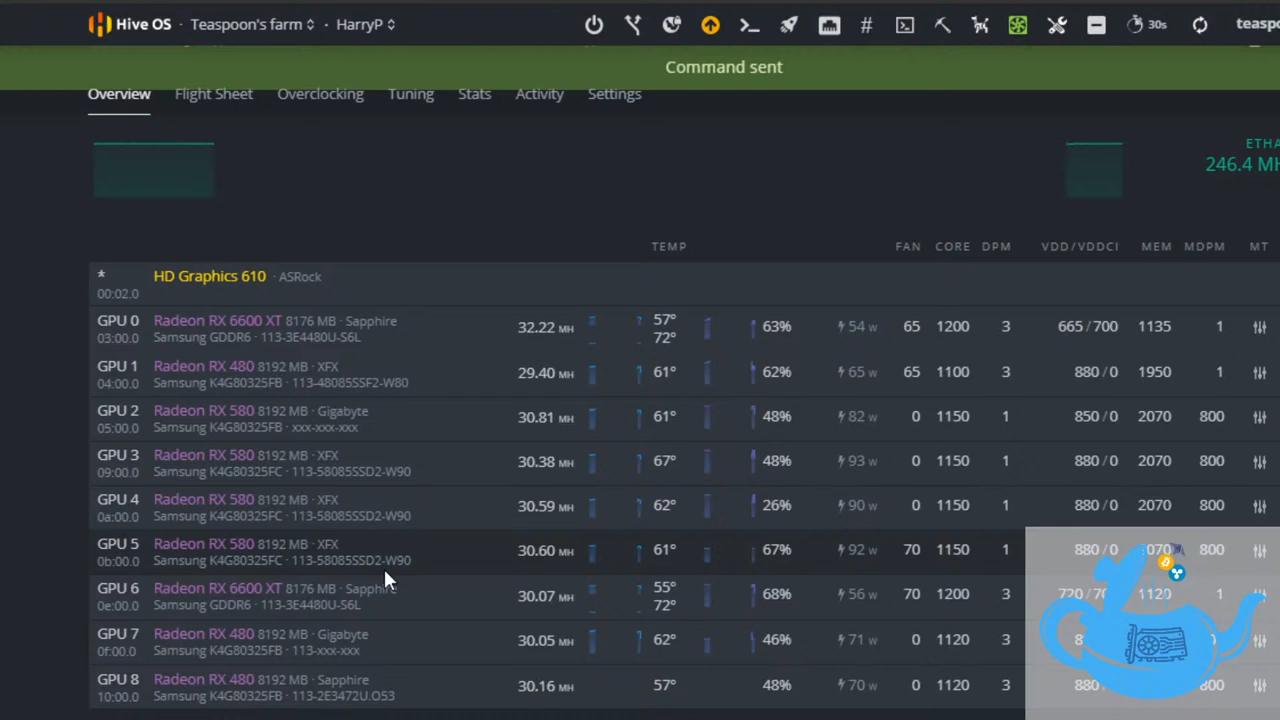 Hive OS Teaspoon's farm HarryP 30s teaspo
Command sent
Overview Flight Sheet Overclocking Tuning Stats Activity Settings
ETHA
246.4 MH
TEMP FAN CORE DPM VDD/VDDCI MEM MDPM MT
* HD Graphics 610 · ASRock
00:02.0
GPU 0 Radeon RX 6600 XT 8176 MB · Sapphire 32.22 MH 57° 63% 54 w 65 1200 3 665/700 1135 1
03:00.0 Samsung GDDR6 · 113-3E4480U-S6L 72°
GPU 1 Radeon RX 480 8192 MB · XFX 29.40 MH 61° 62% 65 w 65 1100 3 880/0 1950 1
04:00.0 Samsung K4G80325FB · 113-48085SSF2-W80
GPU 2 Radeon RX 580 8192 MB · Gigabyte 30.81 MH 61° 48% 82 w 0 1150 1 850/0 2070 800
05:00.0 Samsung K4G80325FB · xxx-xxx-xxx
GPU 3 Radeon RX 580 8192 MB · XFX 30.38 MH 67° 48% 93 w 0 1150 1 880/0 2070 800
09:00.0 Samsung K4G80325FC · 113-58085SSD2-W90
GPU 4 Radeon RX 580 8192 MB · XFX 30.59 MH 62° 26% 90 w 0 1150 1 880/0 2070 800
0a:00.0 Samsung K4G80325FC · 113-58085SSD2-W90
GPU 5 Radeon RX 580 8192 MB · XFX 30.60 MH 61° 67% 92 w 70 1150 1 880/0 2070 800
0b:00.0 Samsung K4G80325FC · 113-58085SSD2-W90
GPU 6 Radeon RX 6600 XT 8176 MB · Sapphire 30.07 MH 55° 68% 56 w 70 1200 3 1120 1
0e:00.0 Samsung GDDR6 · 113-3E4480U-S6L 72°
GPU 7 Radeon RX 480 8192 MB · Gigabyte 30.05 MH 62° 46% 71 w 0 1120 3
0f:00.0 Samsung K4G80325FB · 113-xxx-xxx
GPU 8 Radeon RX 480 8192 MB · Sapphire 30.16 MH 57° 48% 70 w 0 1120 3
10:00.0 Samsung K4G80325FB · 113-2E3472U.O53